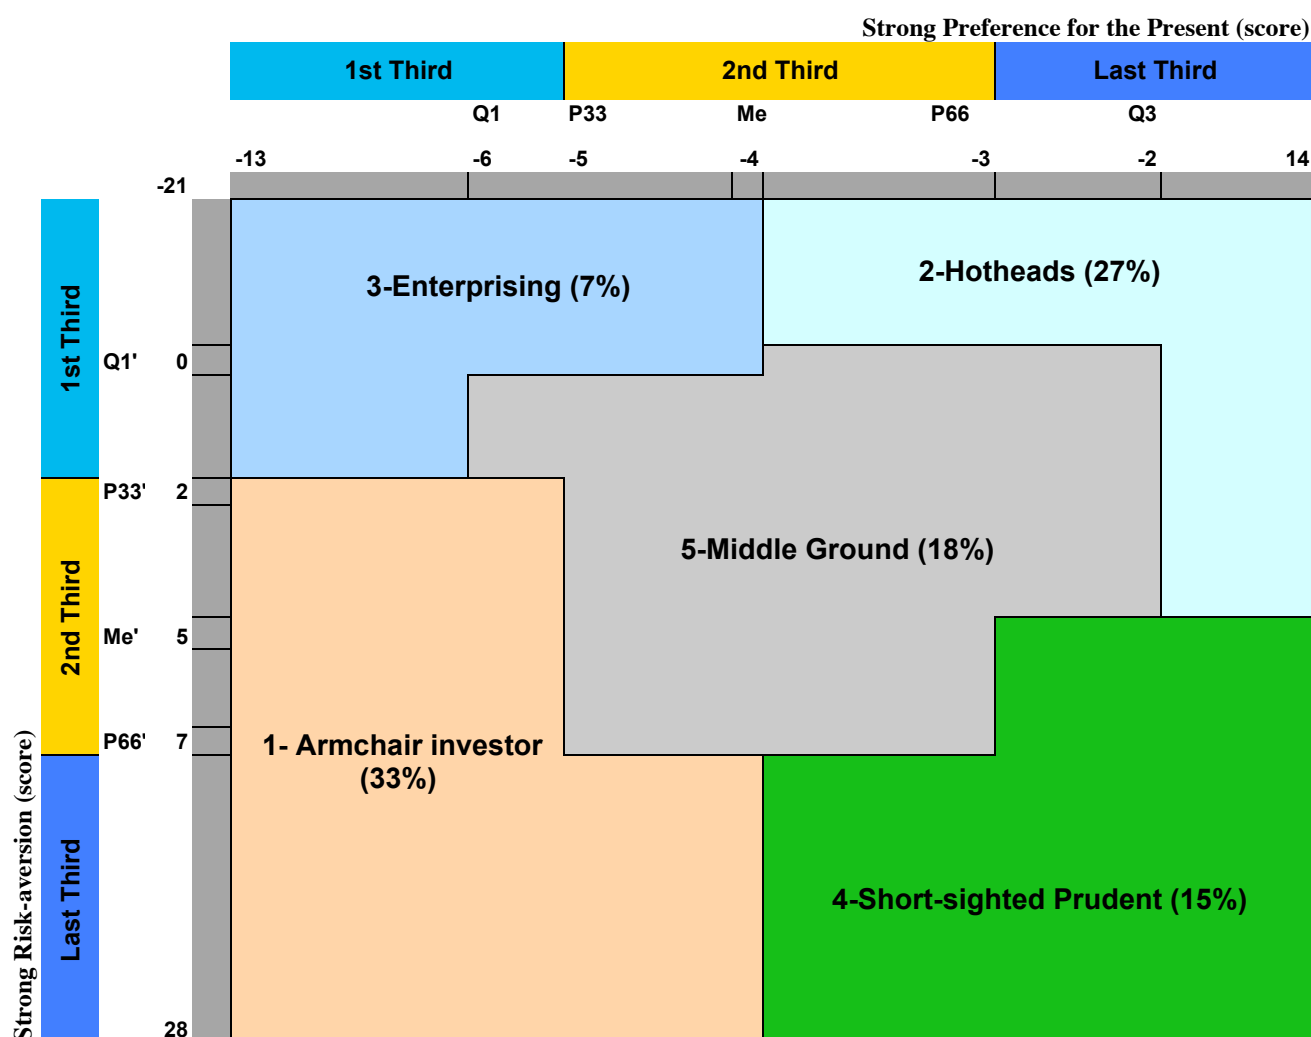 Strong Preference for the Present (score)
1st Third 2nd Third Last Third
Q1 P33 Me P66 Q3
-13 -6 -5 -4 -3 -2 14
-21
3-Enterprising (7%)
2-Hotheads (27%)
1st Third
Q1' 0
P33' 2
2nd Third
5-Middle Ground (18%)
Me' 5
P66' 7
1- Armchair investor
(33%)
Strong Risk-aversion (score)
Last Third
4-Short-sighted Prudent (15%)
28